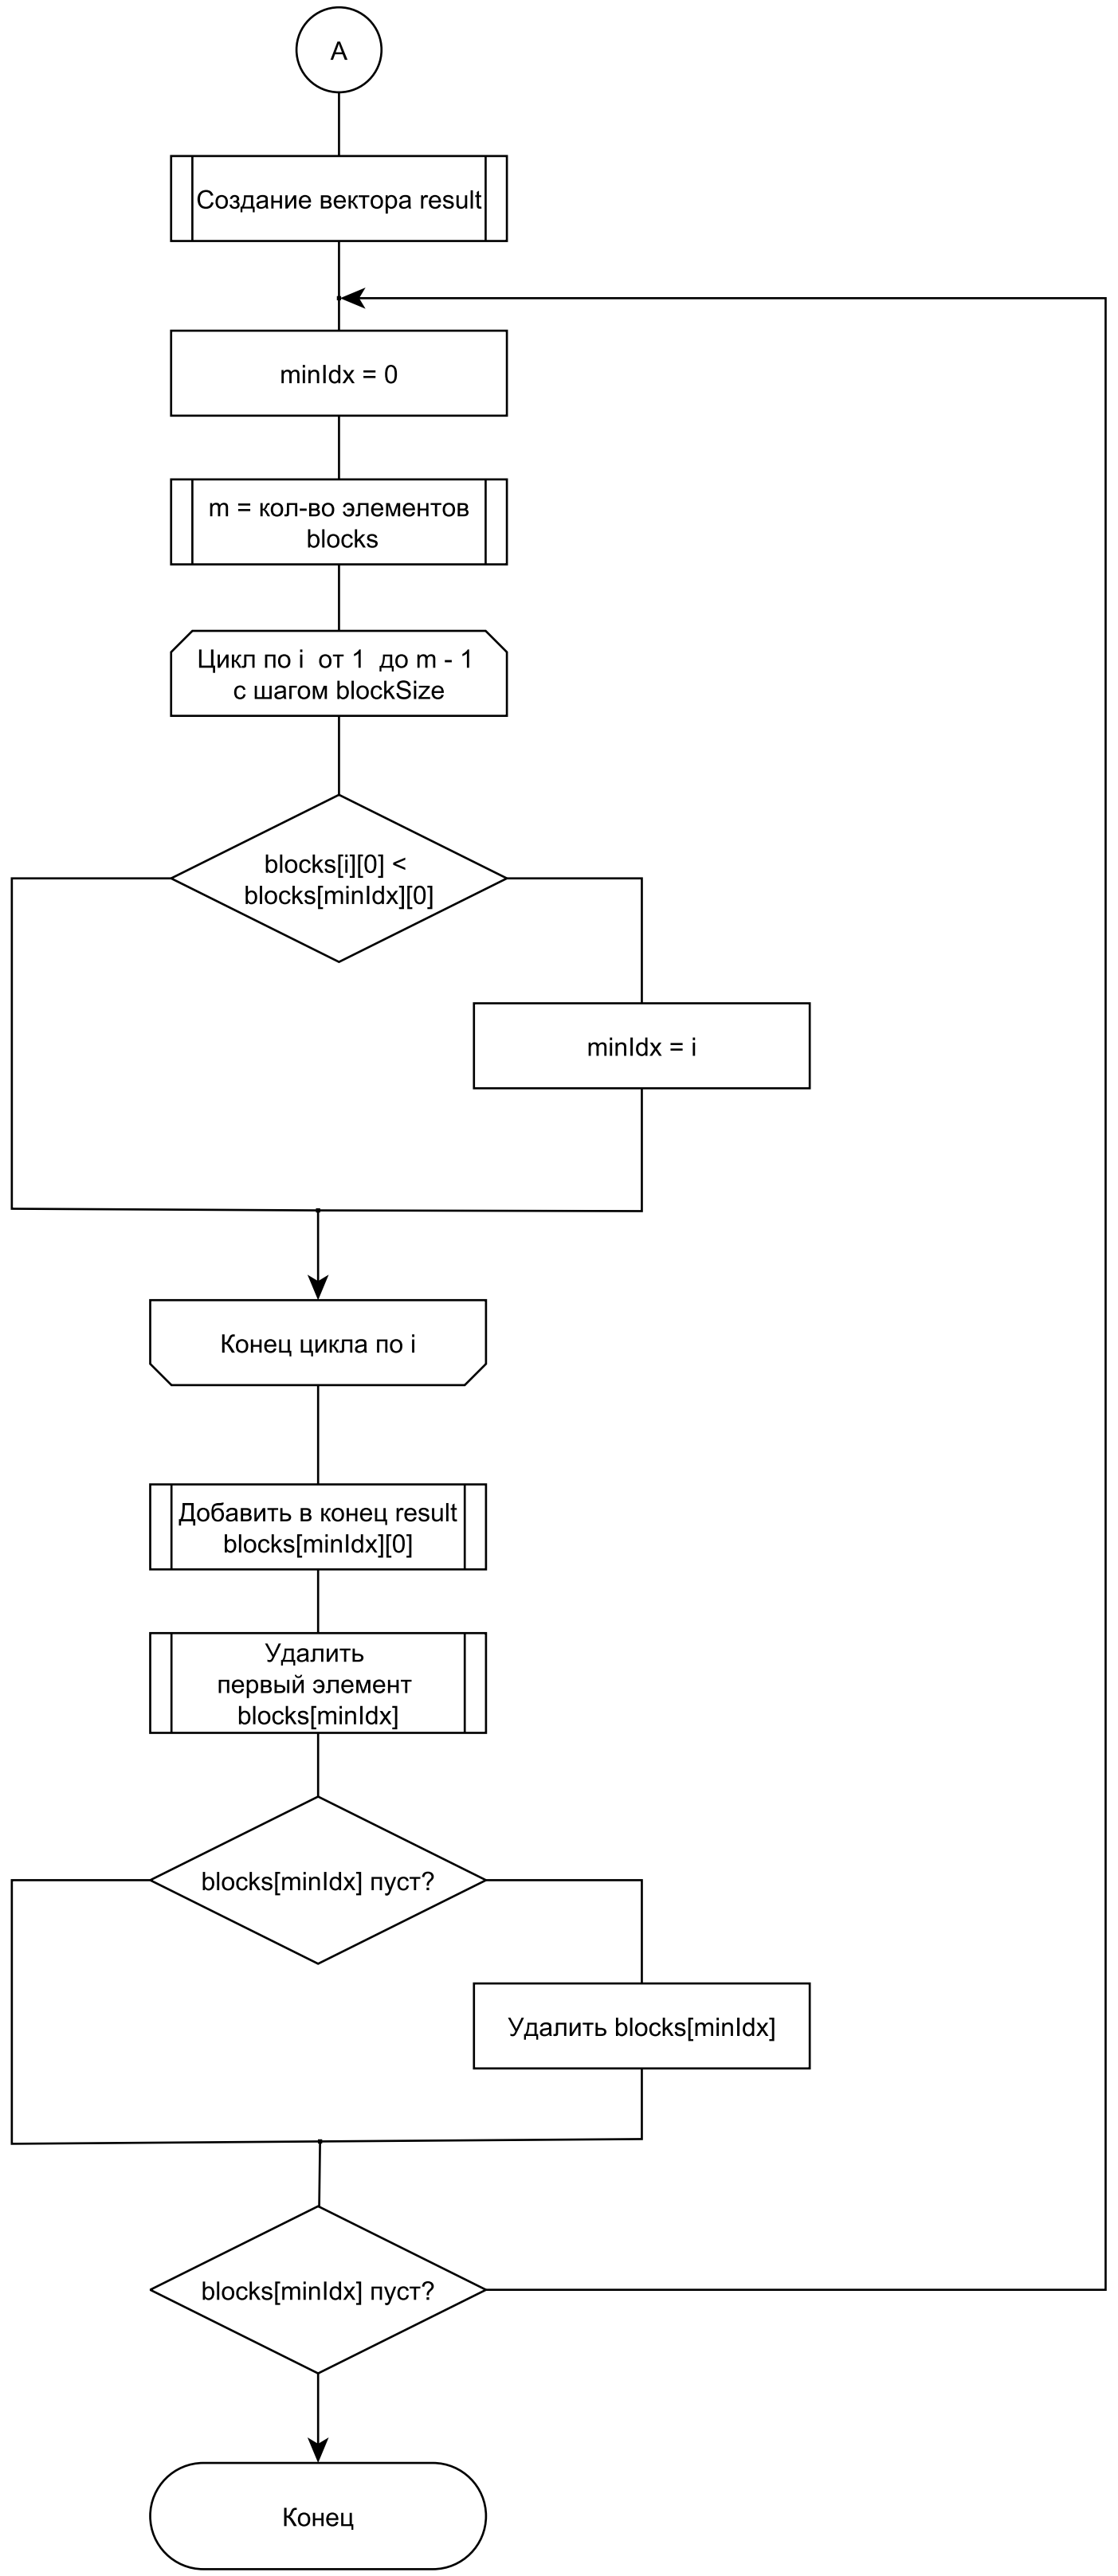 A
Создание вектора result
minIdx = 0
m = кол-во элементов
blocks
Цикл по i от 1 до m - 1
с шагом blockSize
blocks[i][0] <
blocks[minIdx][0]
minIdx = i
Конец цикла по i
Добавить в конец result
blocks[minIdx][0]
Удалить
первый элемент
blocks[minIdx]
blocks[minIdx] пуст?
Удалить blocks[minIdx]
blocks[minIdx] пуст?
Конец